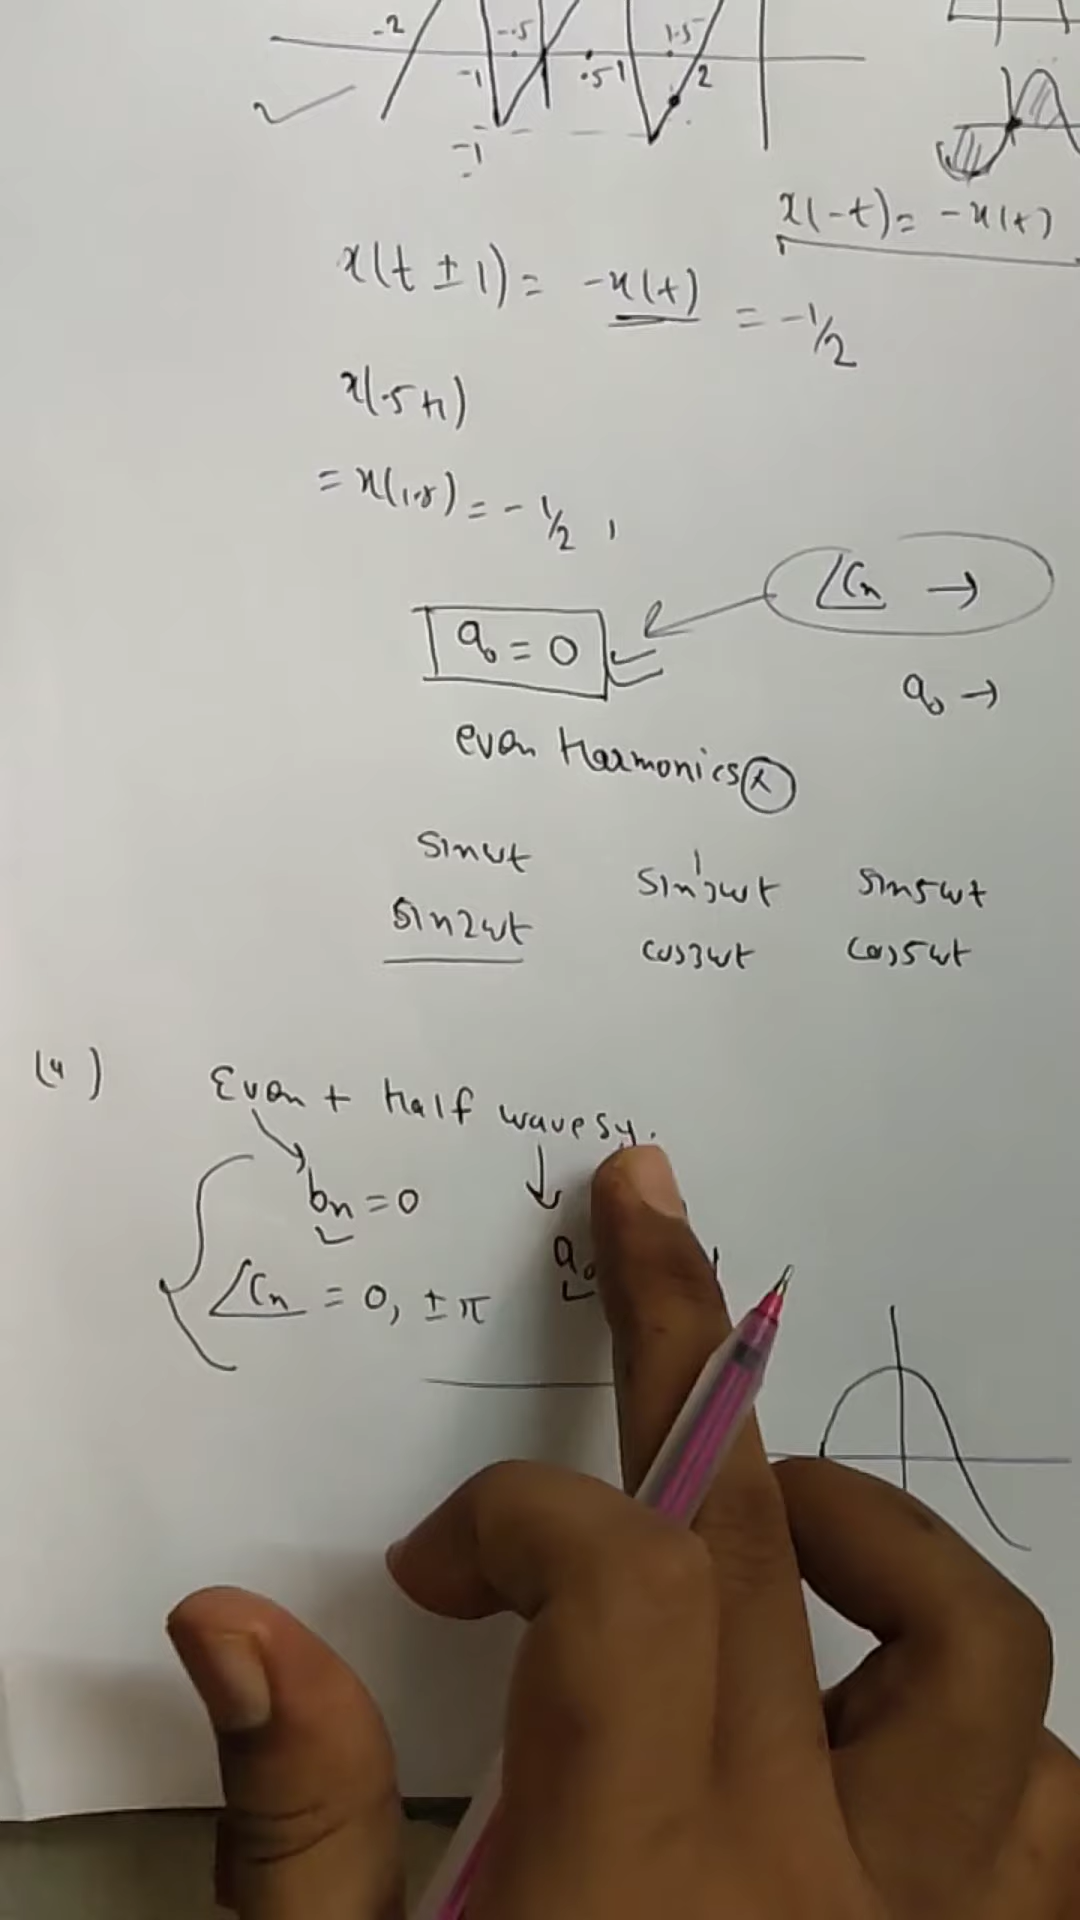 -2 -.5 1.5
-1 .5 1 2
-1
x(-t) = -x(t)
x(t ± 1) = -x(t) = -1/2
x(.5+1)
= x(1.5) = -1/2 ,
∠Cn →
a0 = 0
a0 →
even Harmonics x
sinωt sin3ωt sin5ωt
sin2ωt cos3ωt cos5ωt
(4) Even + Half wavesy.
bn = 0
a0
∠Cn = 0, ± π